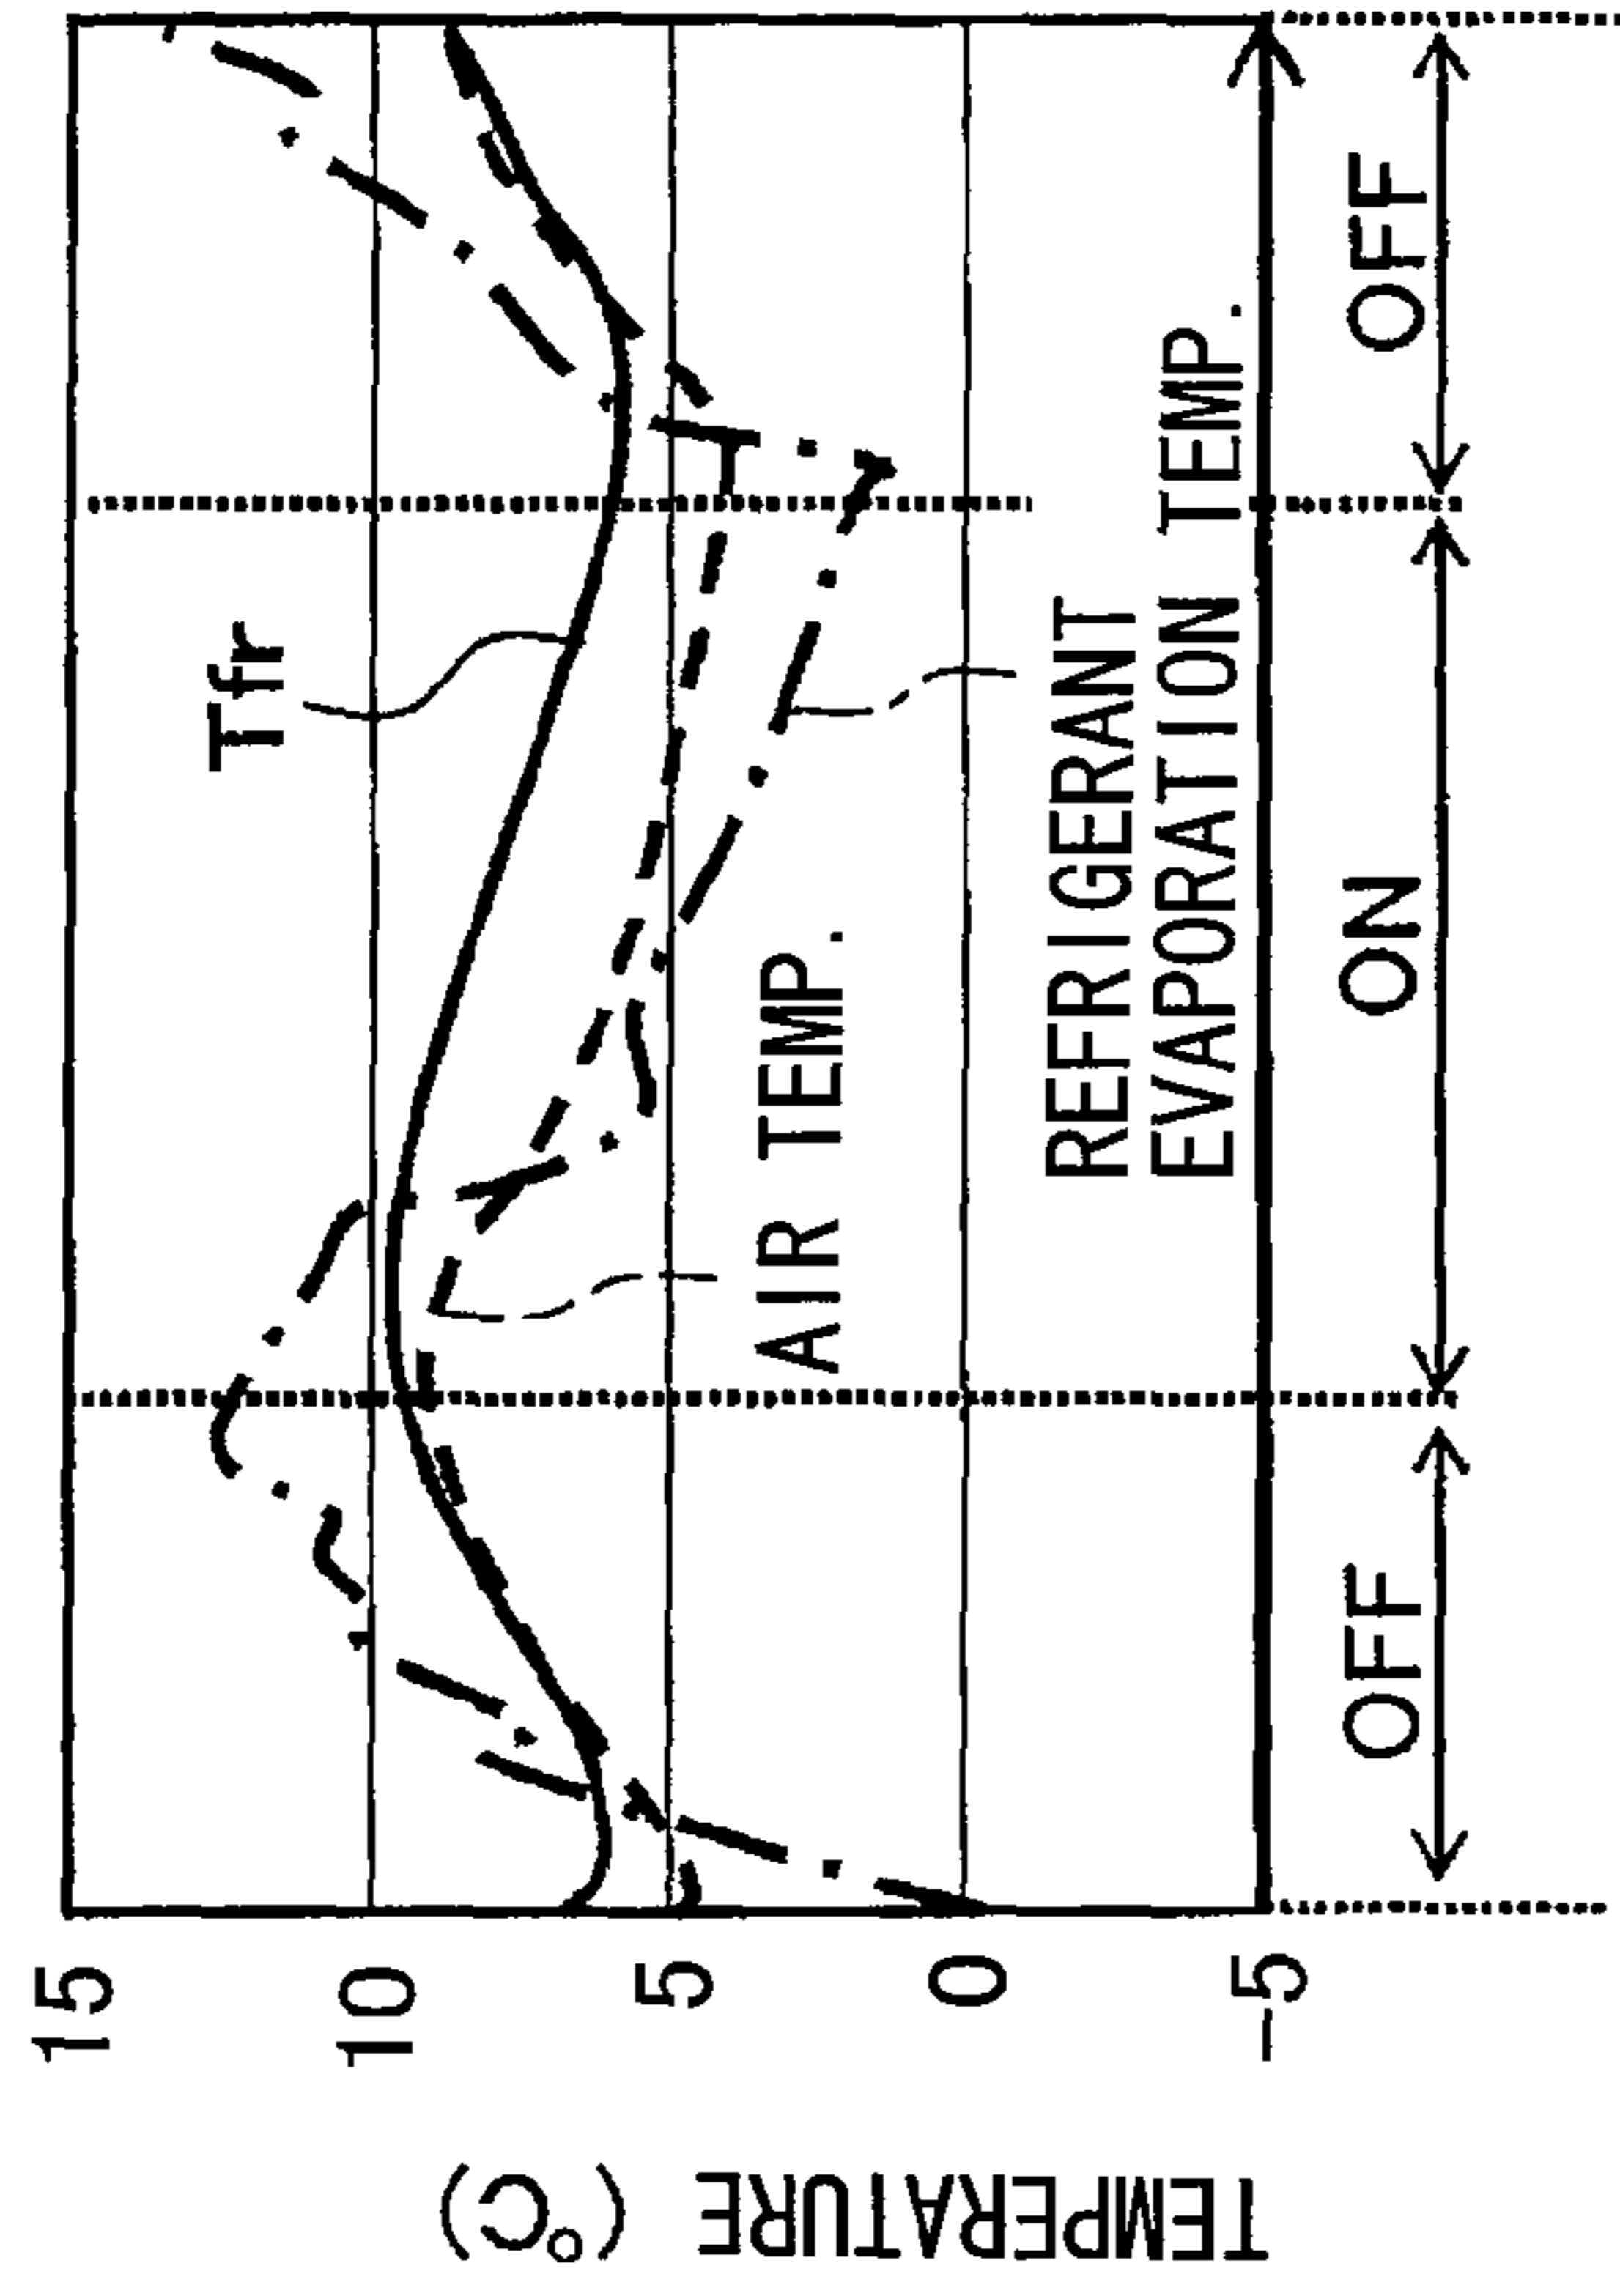 TEMPERATURE (°C)
15
10
5
0
-5
Tfr
AIR TEMP.
REFRIGERANT
EVAPORATION TEMP.
OFF
ON
OFF